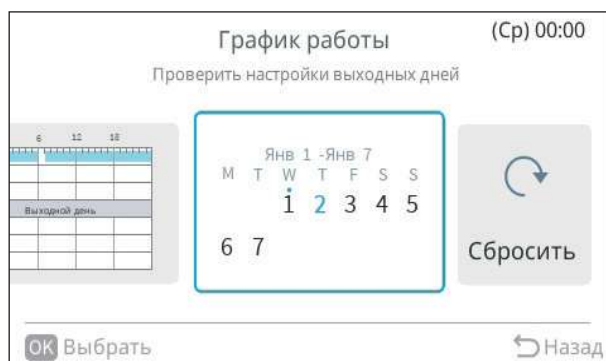 График работы
(Ср) 00:00
Проверить настройки выходных дней
6 12 18
Выходной день
Янв 1 -Янв 7
M T W T F S S
1 2 3 4 5
6 7
Сбросить
OK Выбрать
Назад